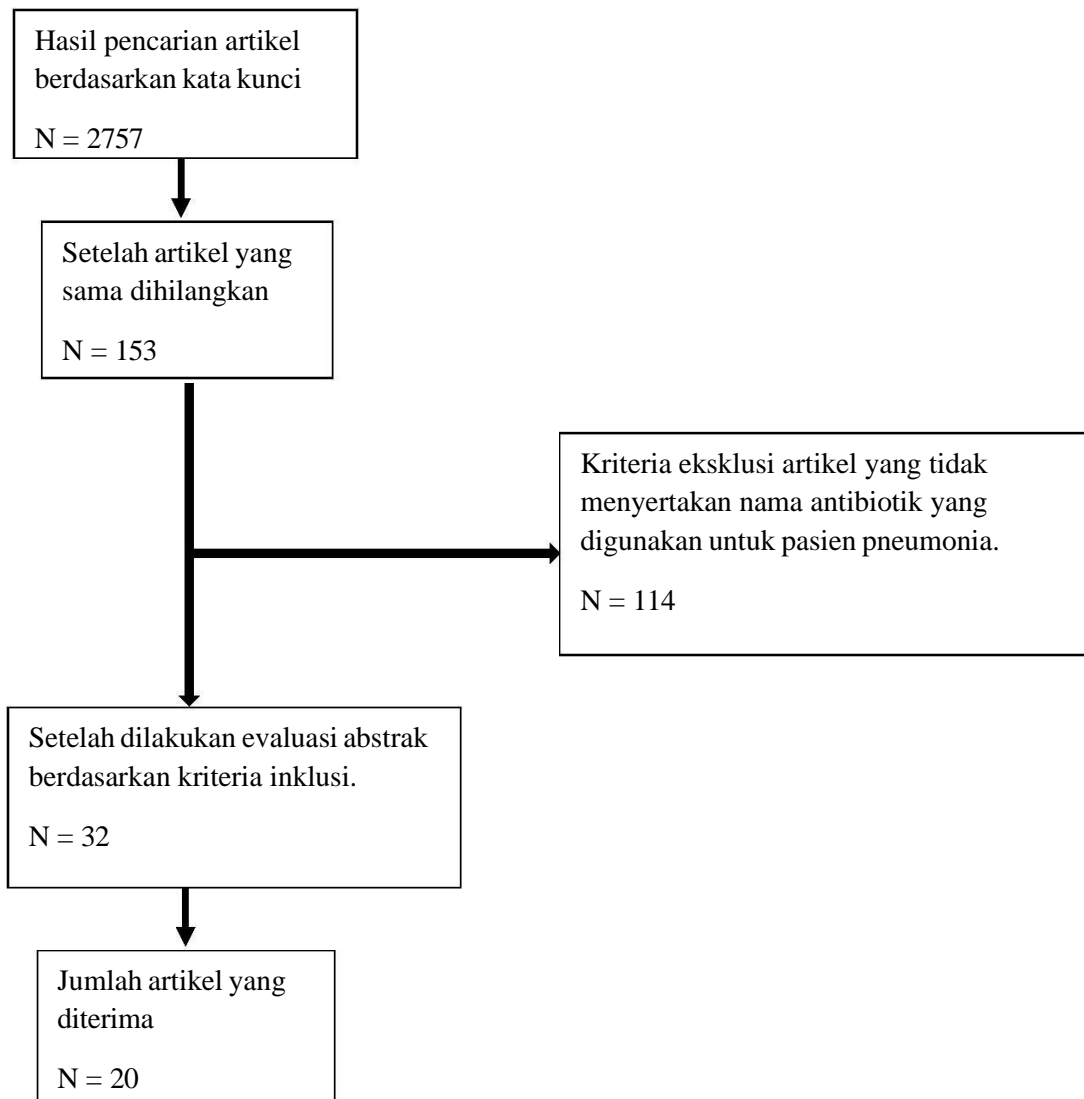 Hasil pencarian artikel
berdasarkan kata kunci
N = 2757
Setelah artikel yang
sama dihilangkan
N = 153
Kriteria eksklusi artikel yang tidak
menyertakan nama antibiotik yang
digunakan untuk pasien pneumonia.
N = 114
Setelah dilakukan evaluasi abstrak
berdasarkan kriteria inklusi.
N = 32
Jumlah artikel yang
diterima
N = 20